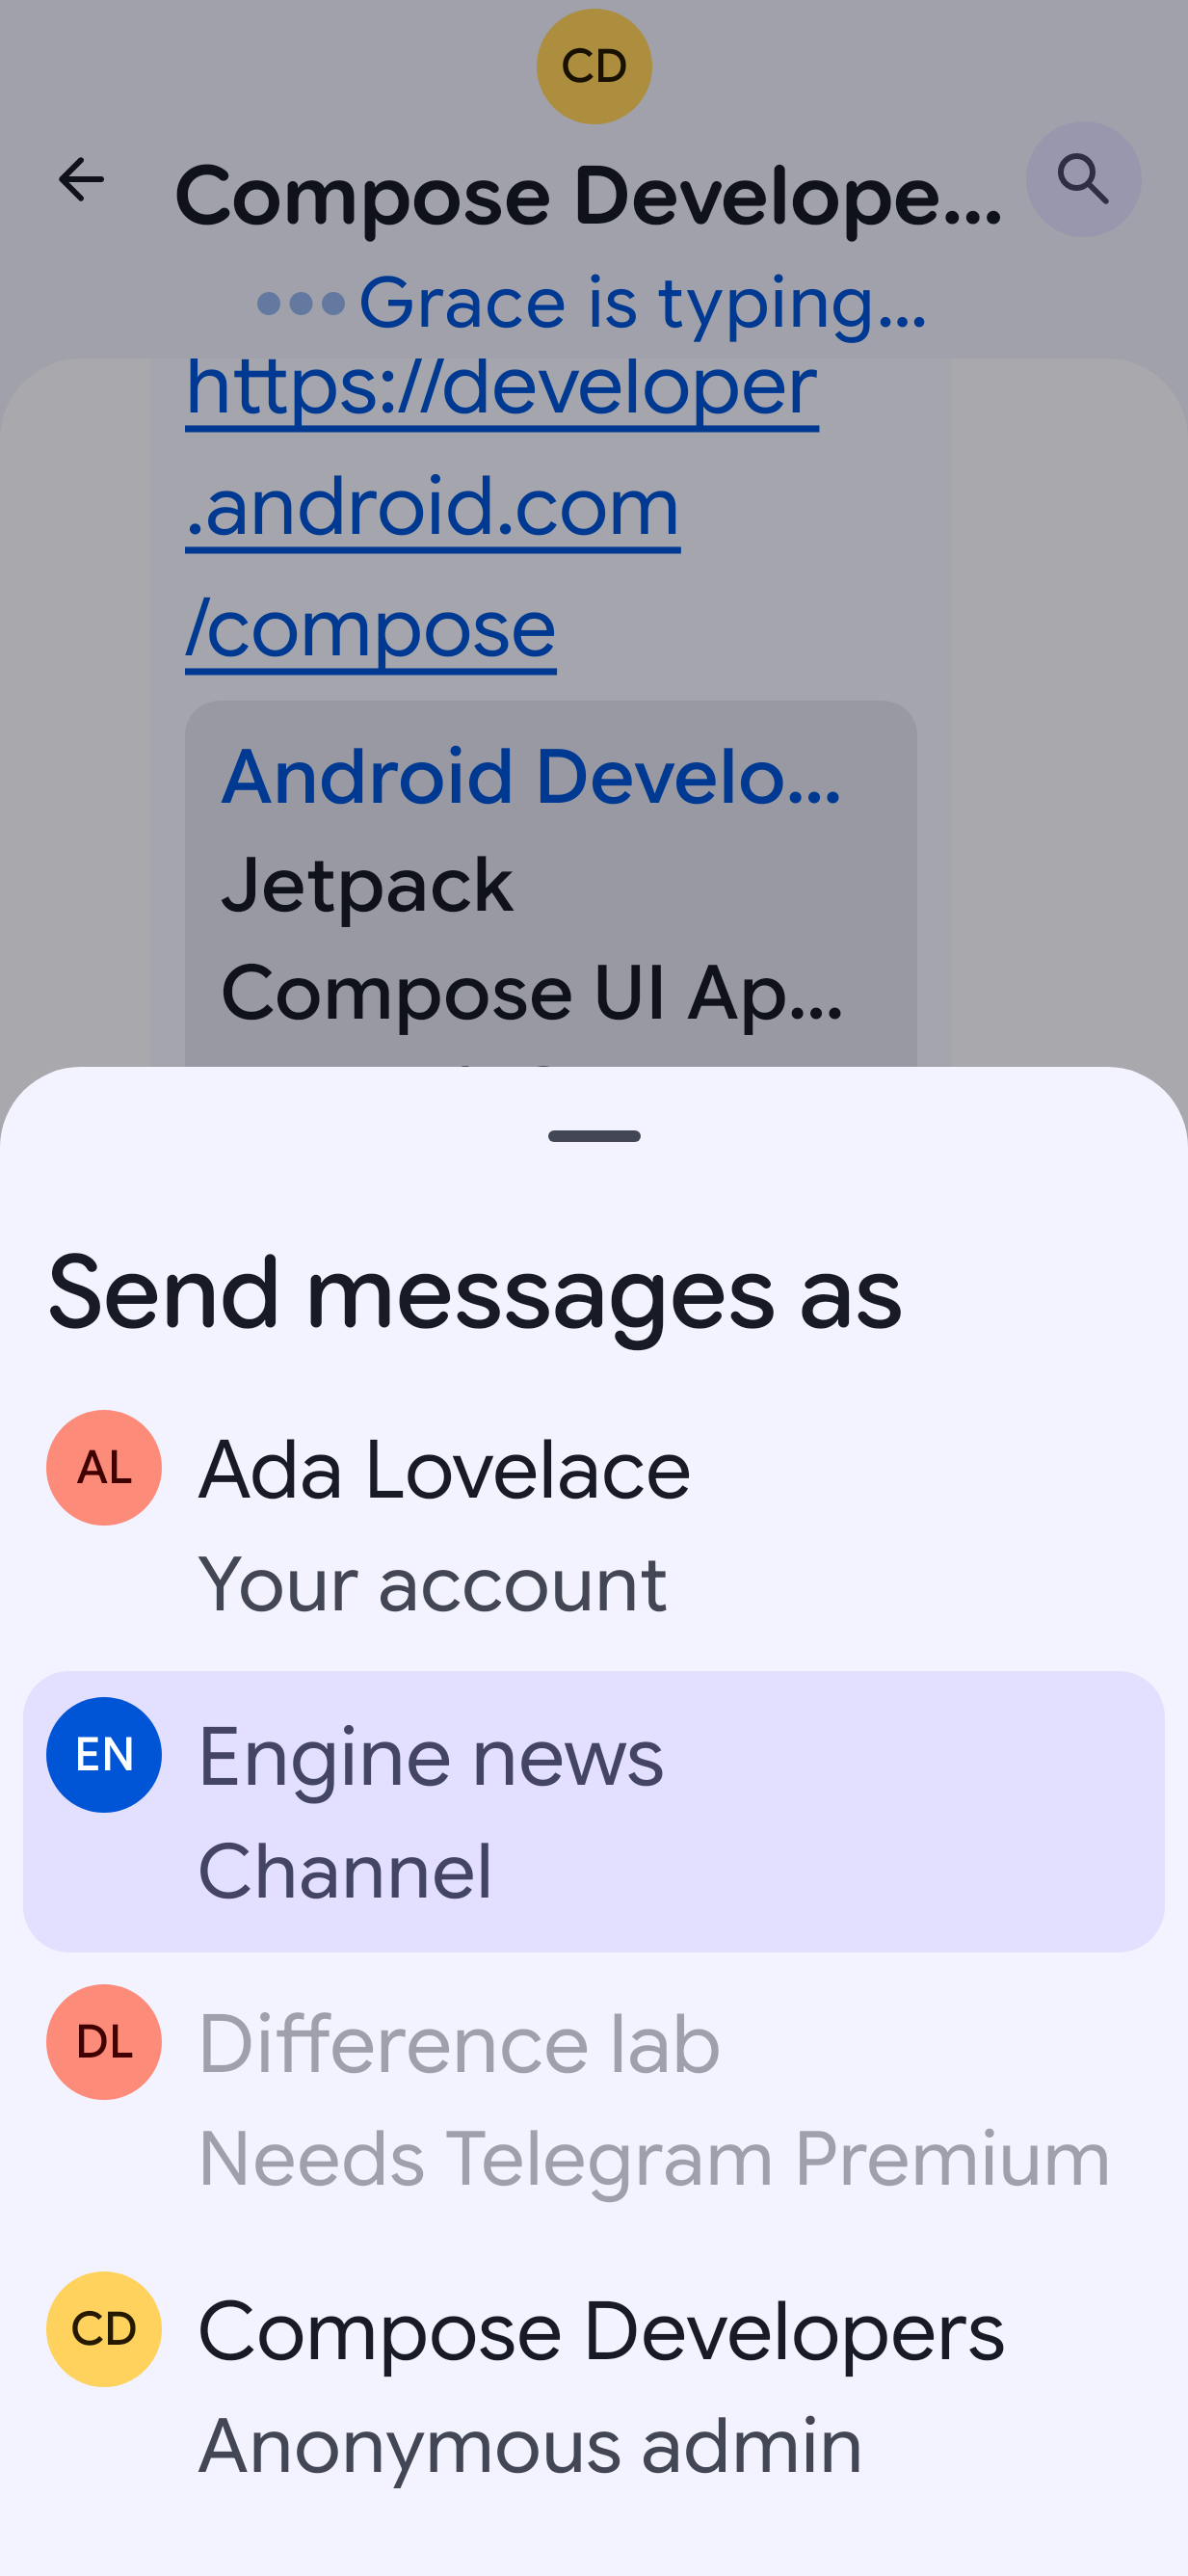 CD
Compose Develope...
Grace is typing...
https://developer
.android.com
/compose
Android Develo...
Jetpack
Compose UI Ap...
Send messages as
AL
Ada Lovelace
Your account
EN
Engine news
Channel
DL
Difference lab
Needs Telegram Premium
CD
Compose Developers
Anonymous admin